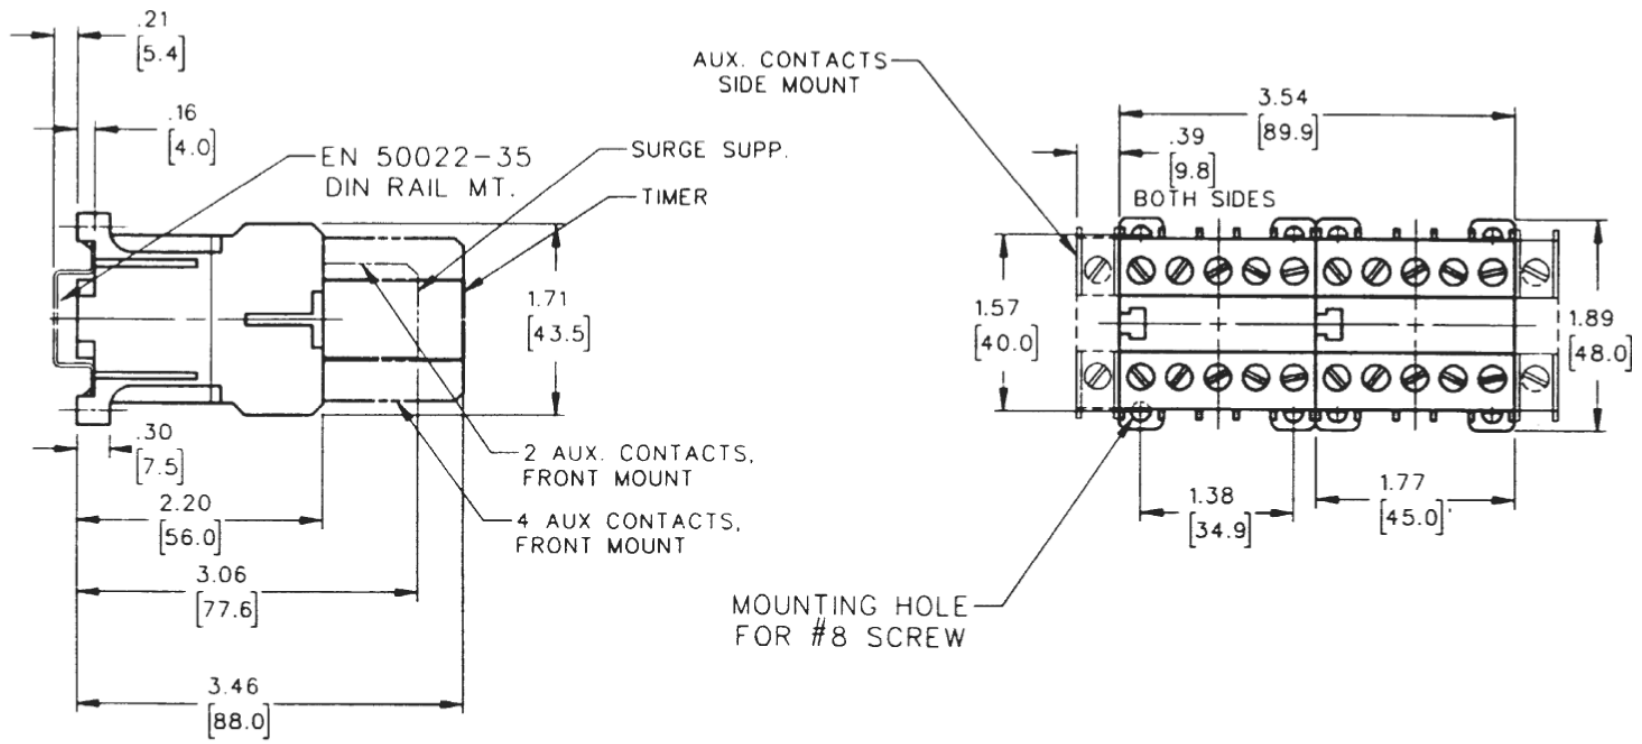 .21
[5.4]
.16
[4.0]
EN 50022-35
DIN RAIL MT.
SURGE SUPP.
TIMER
1.71
[43.5]
.30
[7.5]
2.20
[56.0]
3.06
[77.6]
3.46
[88.0]
2 AUX. CONTACTS,
FRONT MOUNT
4 AUX CONTACTS,
FRONT MOUNT
AUX. CONTACTS
SIDE MOUNT
3.54
[89.9]
.39
[9.8]
BOTH SIDES
1.57
[40.0]
1.89
[48.0]
1.38
[34.9]
1.77
[45.0]
MOUNTING HOLE
FOR #8 SCREW